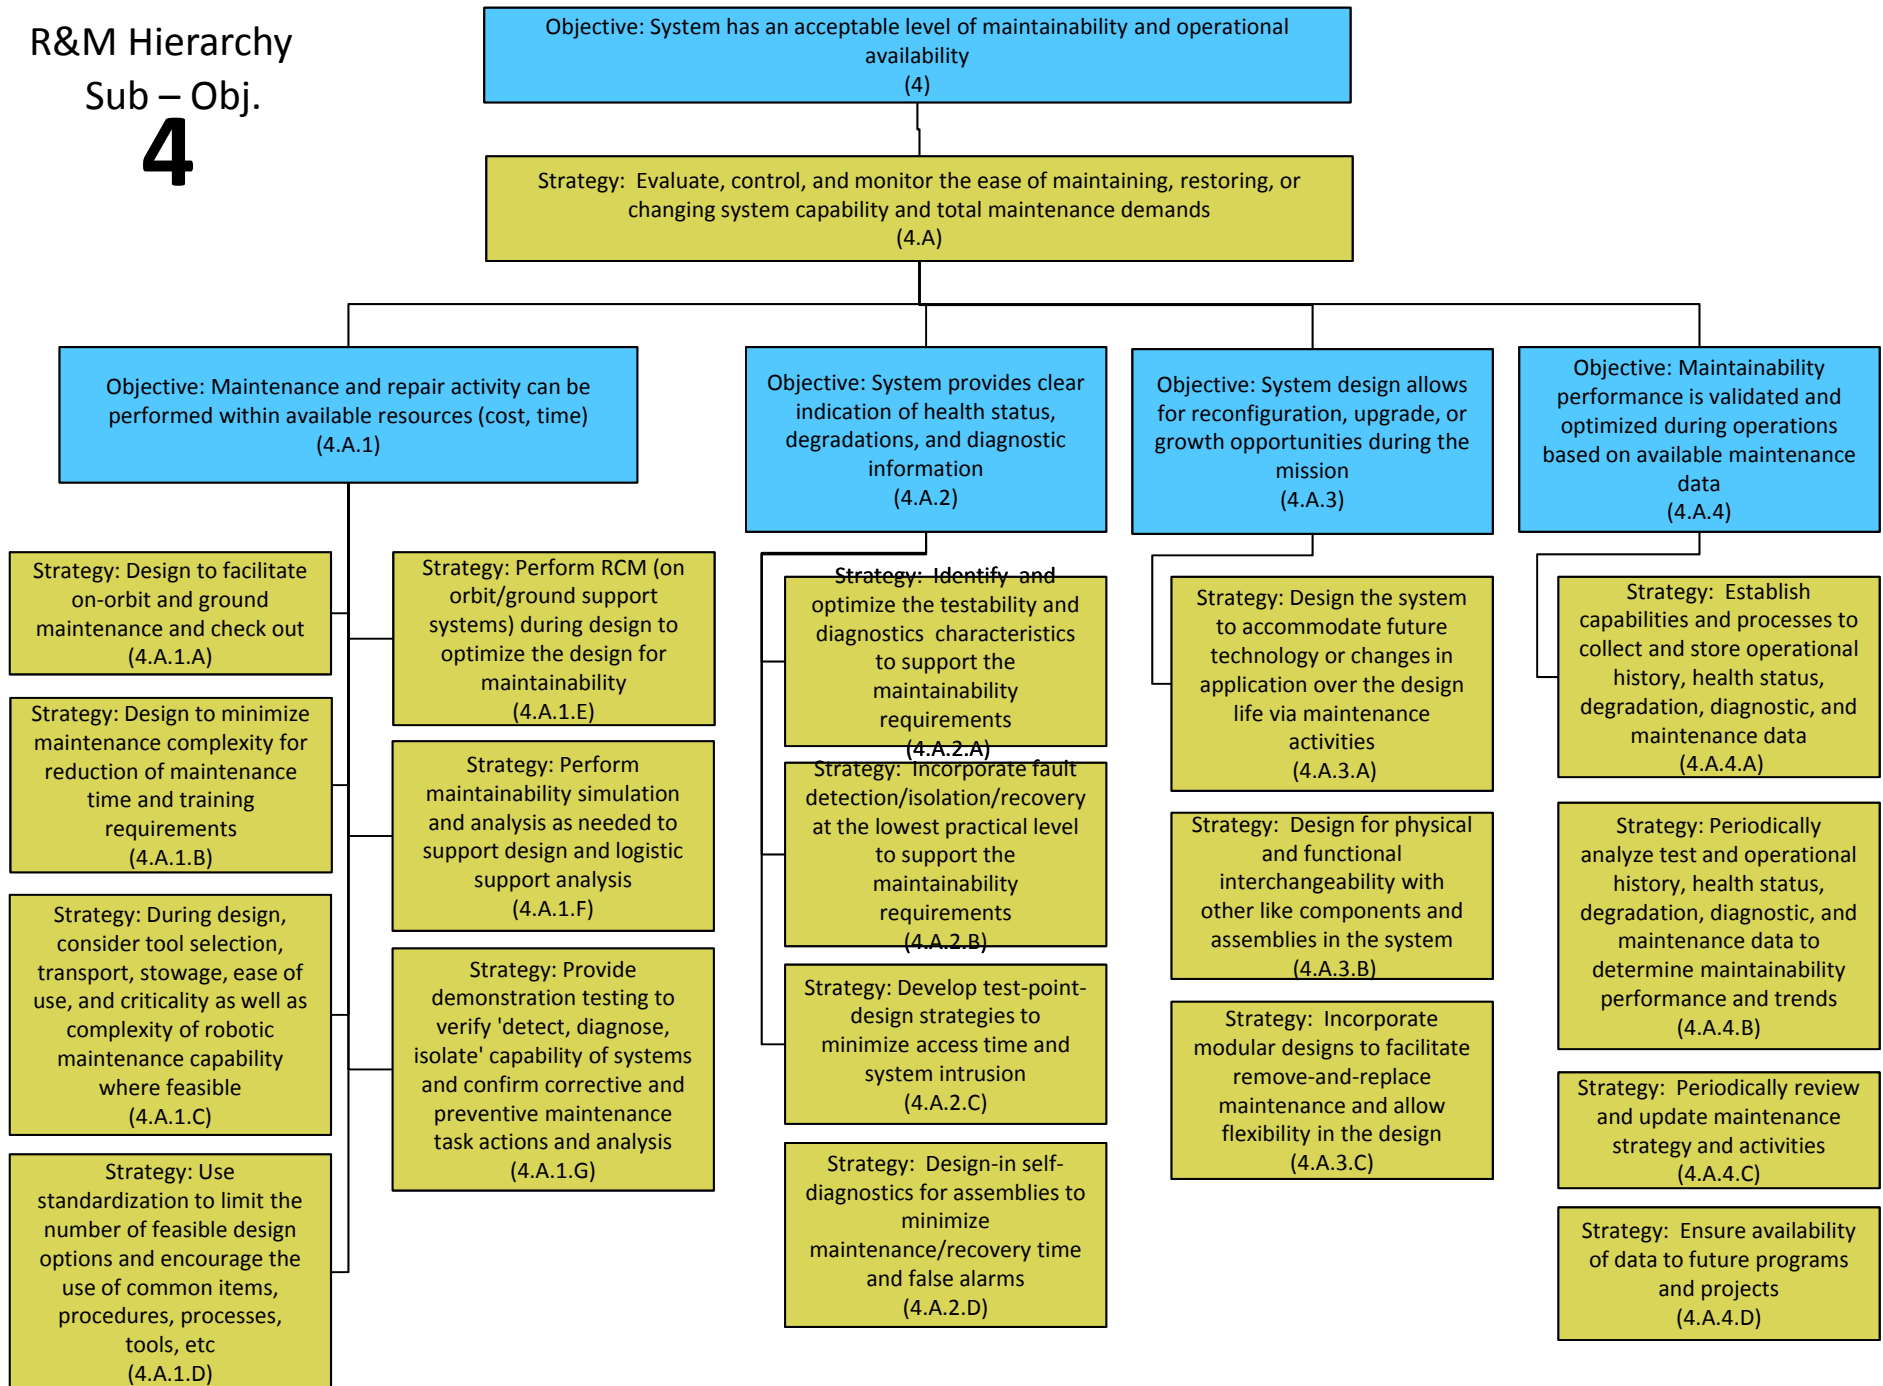 R&M Hierarchy
Sub – Obj.
4
Objective: System has an acceptable level of maintainability and operational
availability
(4)
Strategy:  Evaluate, control, and monitor the ease of maintaining, restoring, or
changing system capability and total maintenance demands
(4.A)
Objective: Maintenance and repair activity can be
performed within available resources (cost, time)
(4.A.1)
Strategy: Design to facilitate
on-orbit and ground
maintenance and check out
(4.A.1.A)
Strategy: Design to minimize
maintenance complexity for
reduction of maintenance
time and training
requirements
(4.A.1.B)
Strategy: During design,
consider tool selection,
transport, stowage, ease of
use, and criticality as well as
complexity of robotic
maintenance capability
where feasible
(4.A.1.C)
Strategy: Use
standardization to limit the
number of feasible design
options and encourage the
use of common items,
procedures, processes,
tools, etc
(4.A.1.D)
Strategy: Perform RCM (on
orbit/ground support
systems) during design to
optimize the design for
maintainability
(4.A.1.E)
Strategy: Perform
maintainability simulation
and analysis as needed to
support design and logistic
support analysis
(4.A.1.F)
Strategy: Provide
demonstration testing to
verify 'detect, diagnose,
isolate' capability of systems
and confirm corrective and
preventive maintenance
task actions and analysis
(4.A.1.G)
Objective: System provides clear
indication of health status,
degradations, and diagnostic
information
(4.A.2)
Strategy:  Identify  and
optimize the testability and
diagnostics  characteristics
to support the
maintainability
requirements
(4.A.2.A)
Strategy:  Incorporate fault
detection/isolation/recovery
at the lowest practical level
to support the
maintainability
requirements
(4.A.2.B)
Strategy: Develop test-point-
design strategies to
minimize access time and
system intrusion
(4.A.2.C)
Strategy:  Design-in self-
diagnostics for assemblies to
minimize
maintenance/recovery time
and false alarms
(4.A.2.D)
Objective: System design allows
for reconfiguration, upgrade, or
growth opportunities during the
mission
(4.A.3)
Strategy: Design the system
to accommodate future
technology or changes in
application over the design
life via maintenance
activities
(4.A.3.A)
Strategy:  Design for physical
and functional
interchangeability with
other like components and
assemblies in the system
(4.A.3.B)
Strategy:  Incorporate
modular designs to facilitate
remove-and-replace
maintenance and allow
flexibility in the design
(4.A.3.C)
Objective: Maintainability
performance is validated and
optimized during operations
based on available maintenance
data
(4.A.4)
Strategy:  Establish
capabilities and processes to
collect and store operational
history, health status,
degradation, diagnostic, and
maintenance data
(4.A.4.A)
Strategy: Periodically
analyze test and operational
history, health status,
degradation, diagnostic, and
maintenance data to
determine maintainability
performance and trends
(4.A.4.B)
Strategy:  Periodically review
and update maintenance
strategy and activities
(4.A.4.C)
Strategy:  Ensure availability
of data to future programs
and projects
(4.A.4.D)